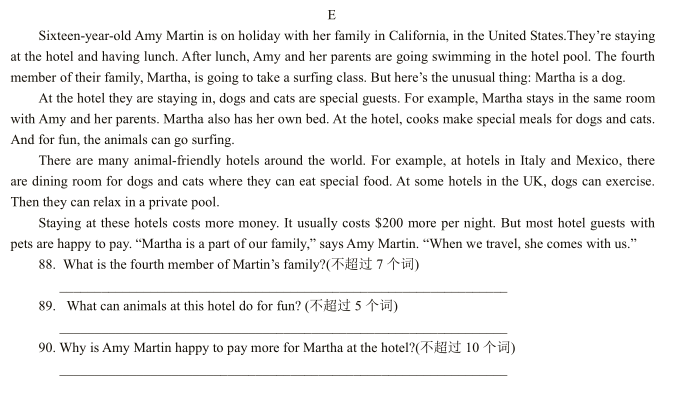 E
Sixteen-year-old Amy Martin is on holiday with her family in California, in the United States.They’re staying
at the hotel and having lunch. After lunch, Amy and her parents are going swimming in the hotel pool. The fourth
member of their family, Martha, is going to take a surfing class. But here’s the unusual thing: Martha is a dog.
At the hotel they are staying in, dogs and cats are special guests. For example, Martha stays in the same room
with Amy and her parents. Martha also has her own bed. At the hotel, cooks make special meals for dogs and cats.
And for fun, the animals can go surfing.
There are many animal-friendly hotels around the world. For example, at hotels in Italy and Mexico, there
are dining room for dogs and cats where they can eat special food. At some hotels in the UK, dogs can exercise.
Then they can relax in a private pool.
Staying at these hotels costs more money. It usually costs $200 more per night. But most hotel guests with
pets are happy to pay. “Martha is a part of our family,” says Amy Martin. “When we travel, she comes with us.”
88. What is the fourth member of Martin’s family?(不超过 7 个词)
89. What can animals at this hotel do for fun? (不超过 5 个词)
90. Why is Amy Martin happy to pay more for Martha at the hotel?(不超过 10 个词)